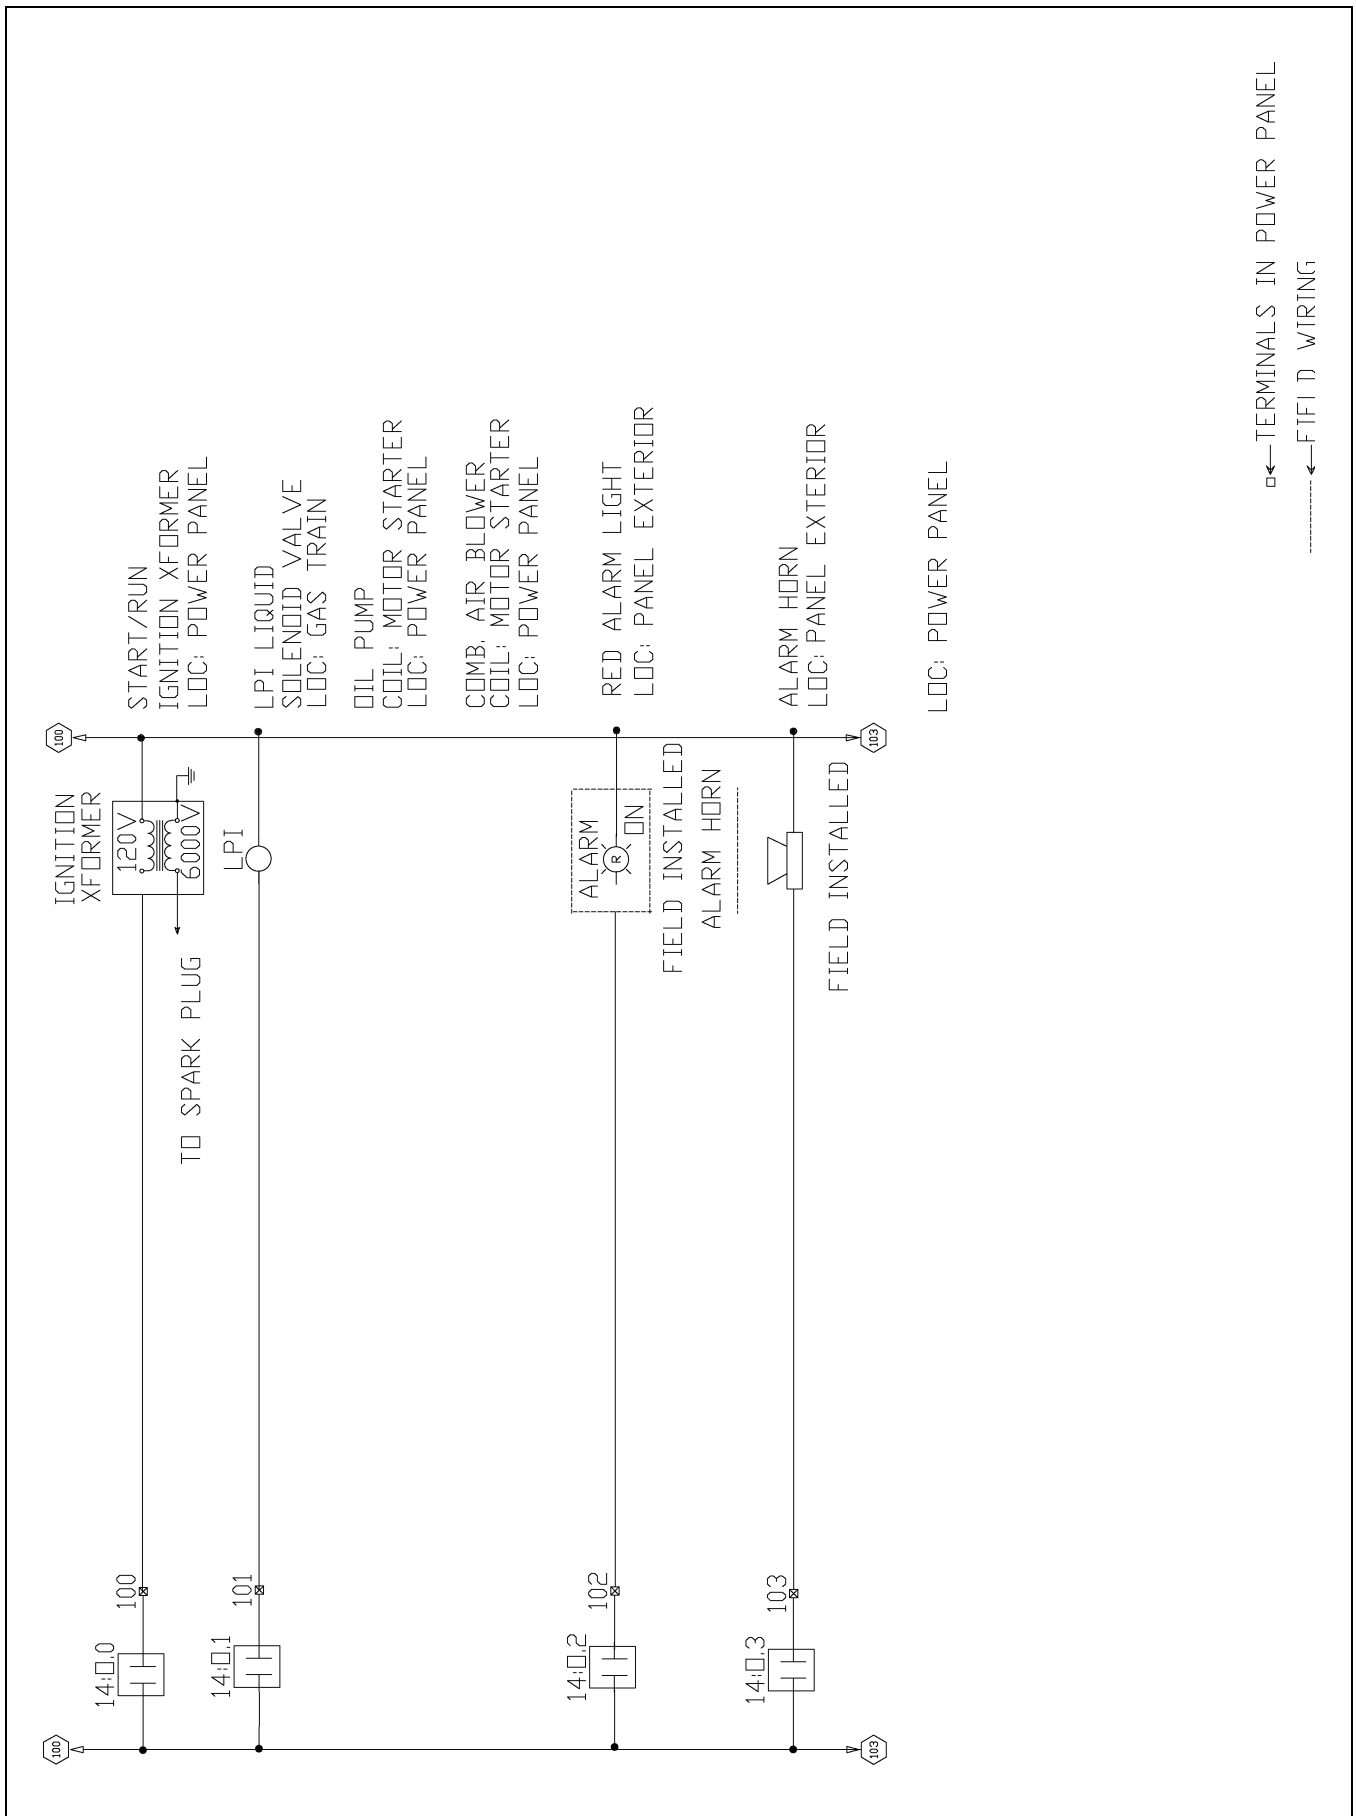 100
100
14:O.0
100
IGNITION
XFORMER
120V
6000V
TO SPARK PLUG
START/RUN
IGNITION XFORMER
LOC: POWER PANEL
14:O.1
101
LPI
LPI LIQUID
SOLENOID VALVE
LOC: GAS TRAIN
OIL PUMP
COIL: MOTOR STARTER
LOC: POWER PANEL
COMB. AIR BLOWER
COIL: MOTOR STARTER
LOC: POWER PANEL
14:O.2
102
ALARM
R
ON
FIELD INSTALLED
RED ALARM LIGHT
LOC: PANEL EXTERIOR
ALARM HORN
14:O.3
103
FIELD INSTALLED
ALARM HORN
LOC: PANEL EXTERIOR
103
103
LOC: POWER PANEL
TERMINALS IN POWER PANEL
FIELD WIRING